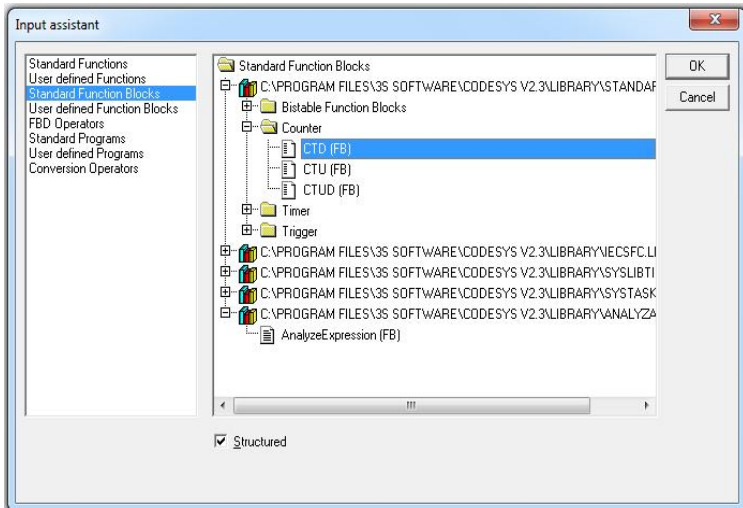 Input assistant
Standard Functions
User defined Functions
Standard Function Blocks
User defined Function Blocks
FBD Operators
Standard Programs
User defined Programs
Conversion Operators
Standard Function Blocks
C:\PROGRAM FILES\3S SOFTWARE\CODESYS V2.3\LIBRARY\STANDAR
Bistable Function Blocks
Counter
CTD (FB)
CTU (FB)
CTUD (FB)
Timer
Trigger
C:\PROGRAM FILES\3S SOFTWARE\CODESYS V2.3\LIBRARY\IECSFC.LI
C:\PROGRAM FILES\3S SOFTWARE\CODESYS V2.3\LIBRARY\SYSLIBTI
C:\PROGRAM FILES\3S SOFTWARE\CODESYS V2.3\LIBRARY\SYSTASK
C:\PROGRAM FILES\3S SOFTWARE\CODESYS V2.3\LIBRARY\ANALYZA
AnalyzeExpression (FB)
OK
Cancel
Structured